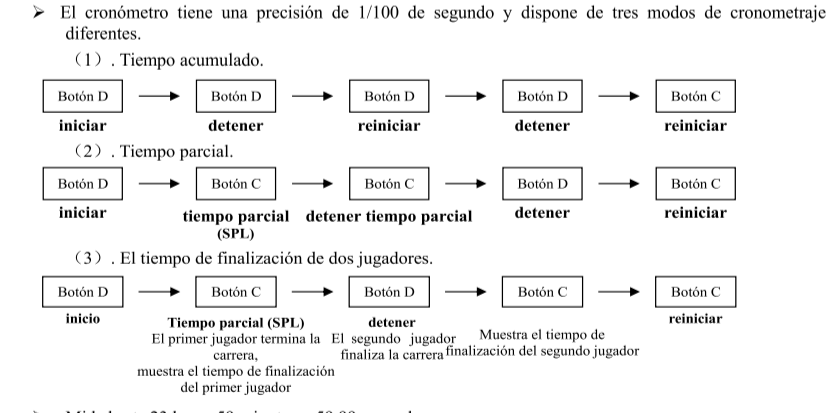 ➢ El cronómetro tiene una precisión de 1/100 de segundo y dispone de tres modos de cronometraje
diferentes.
（1）. Tiempo acumulado.
Botón D Botón D Botón D Botón D Botón C
iniciar detener reiniciar detener reiniciar
（2）. Tiempo parcial.
Botón D Botón C Botón C Botón D Botón C
iniciar tiempo parcial detener tiempo parcial detener reiniciar
(SPL)
（3）. El tiempo de finalización de dos jugadores.
Botón D Botón C Botón D Botón C Botón C
inicio Tiempo parcial (SPL) detener reiniciar
El primer jugador termina la El segundo jugador Muestra el tiempo de
carrera, finaliza la carrera finalización del segundo jugador
muestra el tiempo de finalización
del primer jugador